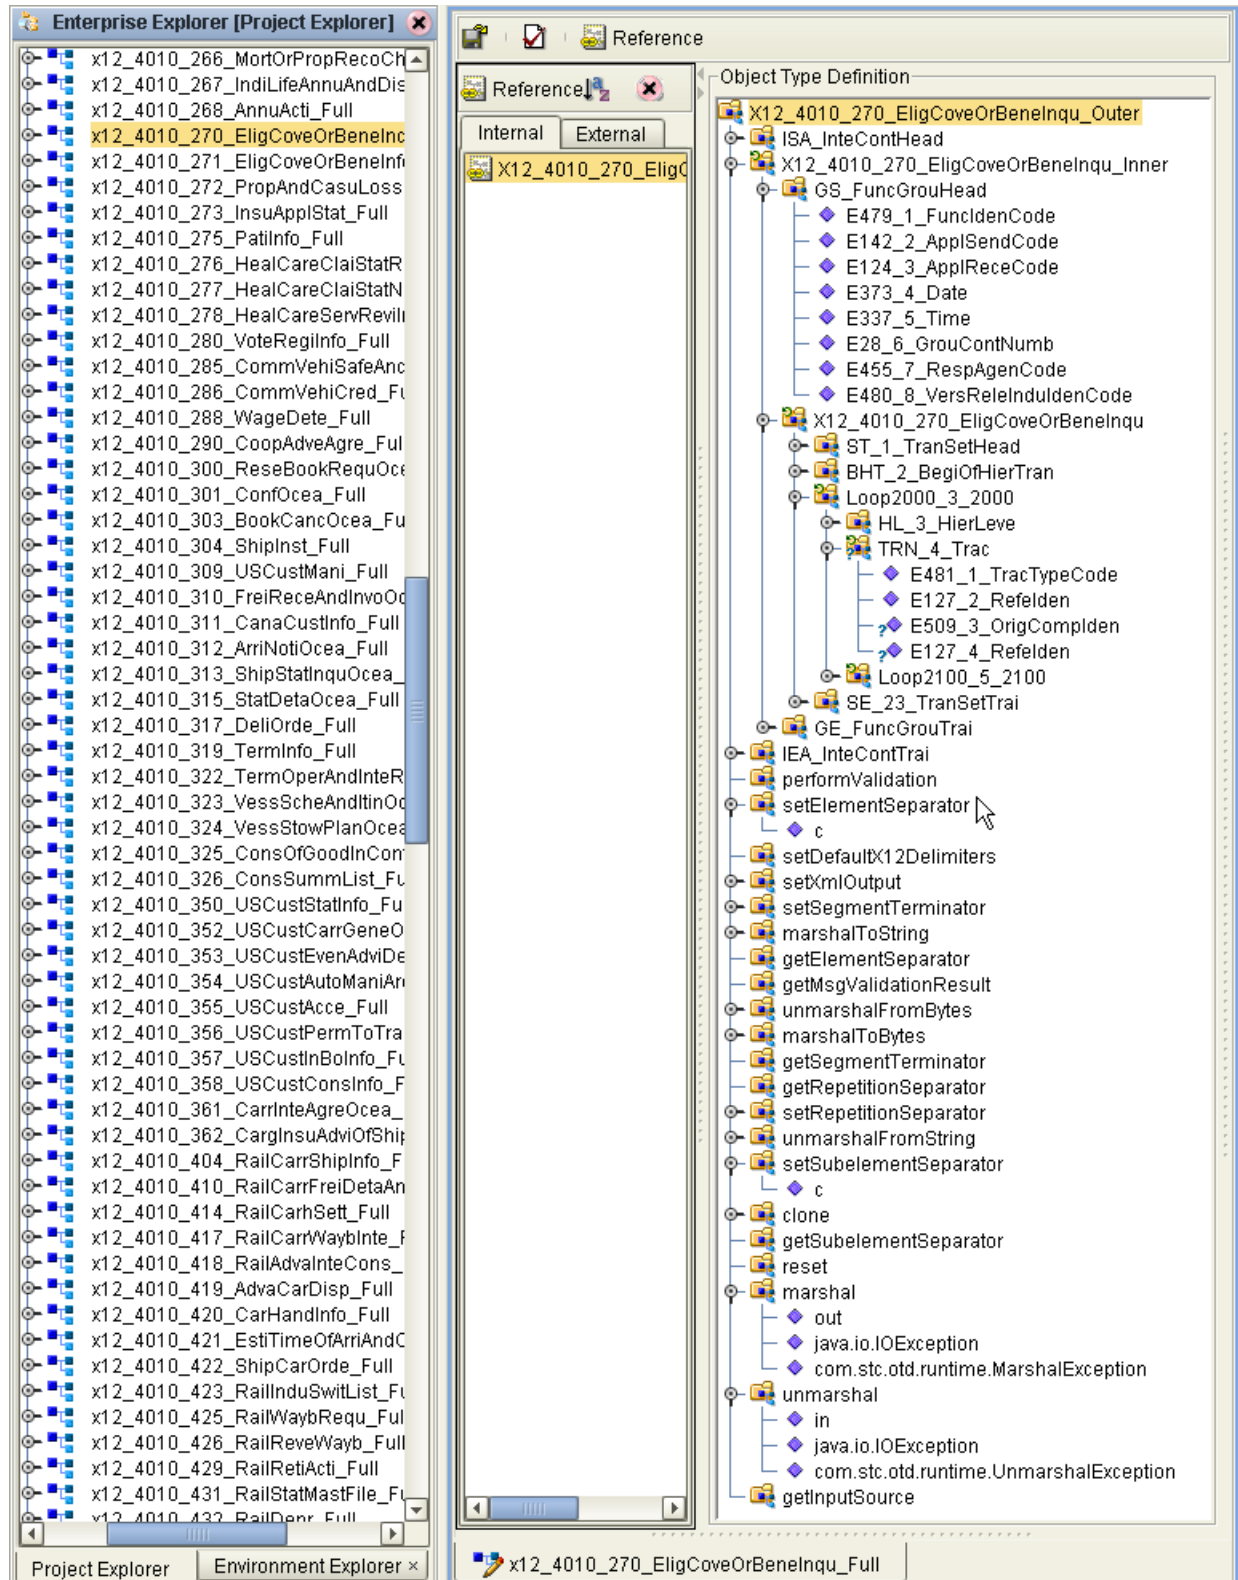 Enterprise Explorer [Project Explorer]
x12_4010_266_MortOrPropRecoCh
x12_4010_267_IndiLifeAnnuAndDis
x12_4010_268_AnnuActi_Full
x12_4010_270_EligCoveOrBeneInq
x12_4010_271_EligCoveOrBeneInf
x12_4010_272_PropAndCasuLoss
x12_4010_273_InsuApplStat_Full
x12_4010_275_PatiInfo_Full
x12_4010_276_HealCareClaiStatR
x12_4010_277_HealCareClaiStatN
x12_4010_278_HealCareServReviI
x12_4010_280_VoteRegiInfo_Full
x12_4010_285_CommVehiSafeAnd
x12_4010_286_CommVehiCred_Fu
x12_4010_288_WageDete_Full
x12_4010_290_CoopAdveAgre_Full
x12_4010_300_ReseBookRequOce
x12_4010_301_ConfOcea_Full
x12_4010_303_BookCancOcea_Fu
x12_4010_304_ShipInst_Full
x12_4010_309_USCustMani_Full
x12_4010_310_FreiReceAndInvoOc
x12_4010_311_CanaCustInfo_Full
x12_4010_312_ArriNotiOcea_Full
x12_4010_313_ShipStatInquOcea_
x12_4010_315_StatDetaOcea_Full
x12_4010_317_DeliOrde_Full
x12_4010_319_TermInfo_Full
x12_4010_322_TermOperAndInteR
x12_4010_323_VessScheAndItinOc
x12_4010_324_VessStowPlanOcea
x12_4010_325_ConsOfGoodInCon
x12_4010_326_ConsSummList_Fu
x12_4010_350_USCustStatInfo_Fu
x12_4010_352_USCustCarrGeneO
x12_4010_353_USCustEvenAdviDe
x12_4010_354_USCustAutoManiArr
x12_4010_355_USCustAcce_Full
x12_4010_356_USCustPermToTra
x12_4010_357_USCustInBoInfo_Fu
x12_4010_358_USCustConsInfo_F
x12_4010_361_CarrInteAgreOcea_
x12_4010_362_CargInsuAdviOfShip
x12_4010_404_RailCarrShipInfo_F
x12_4010_410_RailCarrFreiDetaAn
x12_4010_414_RailCarhSett_Full
x12_4010_417_RailCarrWaybInte_F
x12_4010_418_RailAdvaInteCons_
x12_4010_419_AdvaCarDisp_Full
x12_4010_420_CarHandInfo_Full
x12_4010_421_EstiTimeOfArriAndC
x12_4010_422_ShipCarOrde_Full
x12_4010_423_RailInduSwitList_Fu
x12_4010_425_RailWaybRequ_Full
x12_4010_426_RailReveWayb_Full
x12_4010_429_RailRetiActi_Full
x12_4010_431_RailStatMastFile_Fu
x12_4010_432_RailDepr_Full
Project Explorer
Environment Explorer ×
Reference
Reference
Internal
External
X12_4010_270_EligC
Object Type Definition
X12_4010_270_EligCoveOrBeneInqu_Outer
ISA_InteContHead
X12_4010_270_EligCoveOrBeneInqu_Inner
GS_FuncGrouHead
E479_1_FuncIdenCode
E142_2_ApplSendCode
E124_3_ApplReceCode
E373_4_Date
E337_5_Time
E28_6_GrouContNumb
E455_7_RespAgenCode
E480_8_VersReleInduIdenCode
X12_4010_270_EligCoveOrBeneInqu
ST_1_TranSetHead
BHT_2_BegiOfHierTran
Loop2000_3_2000
HL_3_HierLeve
TRN_4_Trac
E481_1_TracTypeCode
E127_2_RefeIden
E509_3_OrigCompIden
E127_4_RefeIden
Loop2100_5_2100
SE_23_TranSetTrai
GE_FuncGrouTrai
IEA_InteContTrai
performValidation
setElementSeparator
c
setDefaultX12Delimiters
setXmlOutput
setSegmentTerminator
marshalToString
getElementSeparator
getMsgValidationResult
unmarshalFromBytes
marshalToBytes
getSegmentTerminator
getRepetitionSeparator
setRepetitionSeparator
unmarshalFromString
setSubelementSeparator
c
clone
getSubelementSeparator
reset
marshal
out
java.io.IOException
com.stc.otd.runtime.MarshalException
unmarshal
in
java.io.IOException
com.stc.otd.runtime.UnmarshalException
getInputSource
x12_4010_270_EligCoveOrBeneInqu_Full